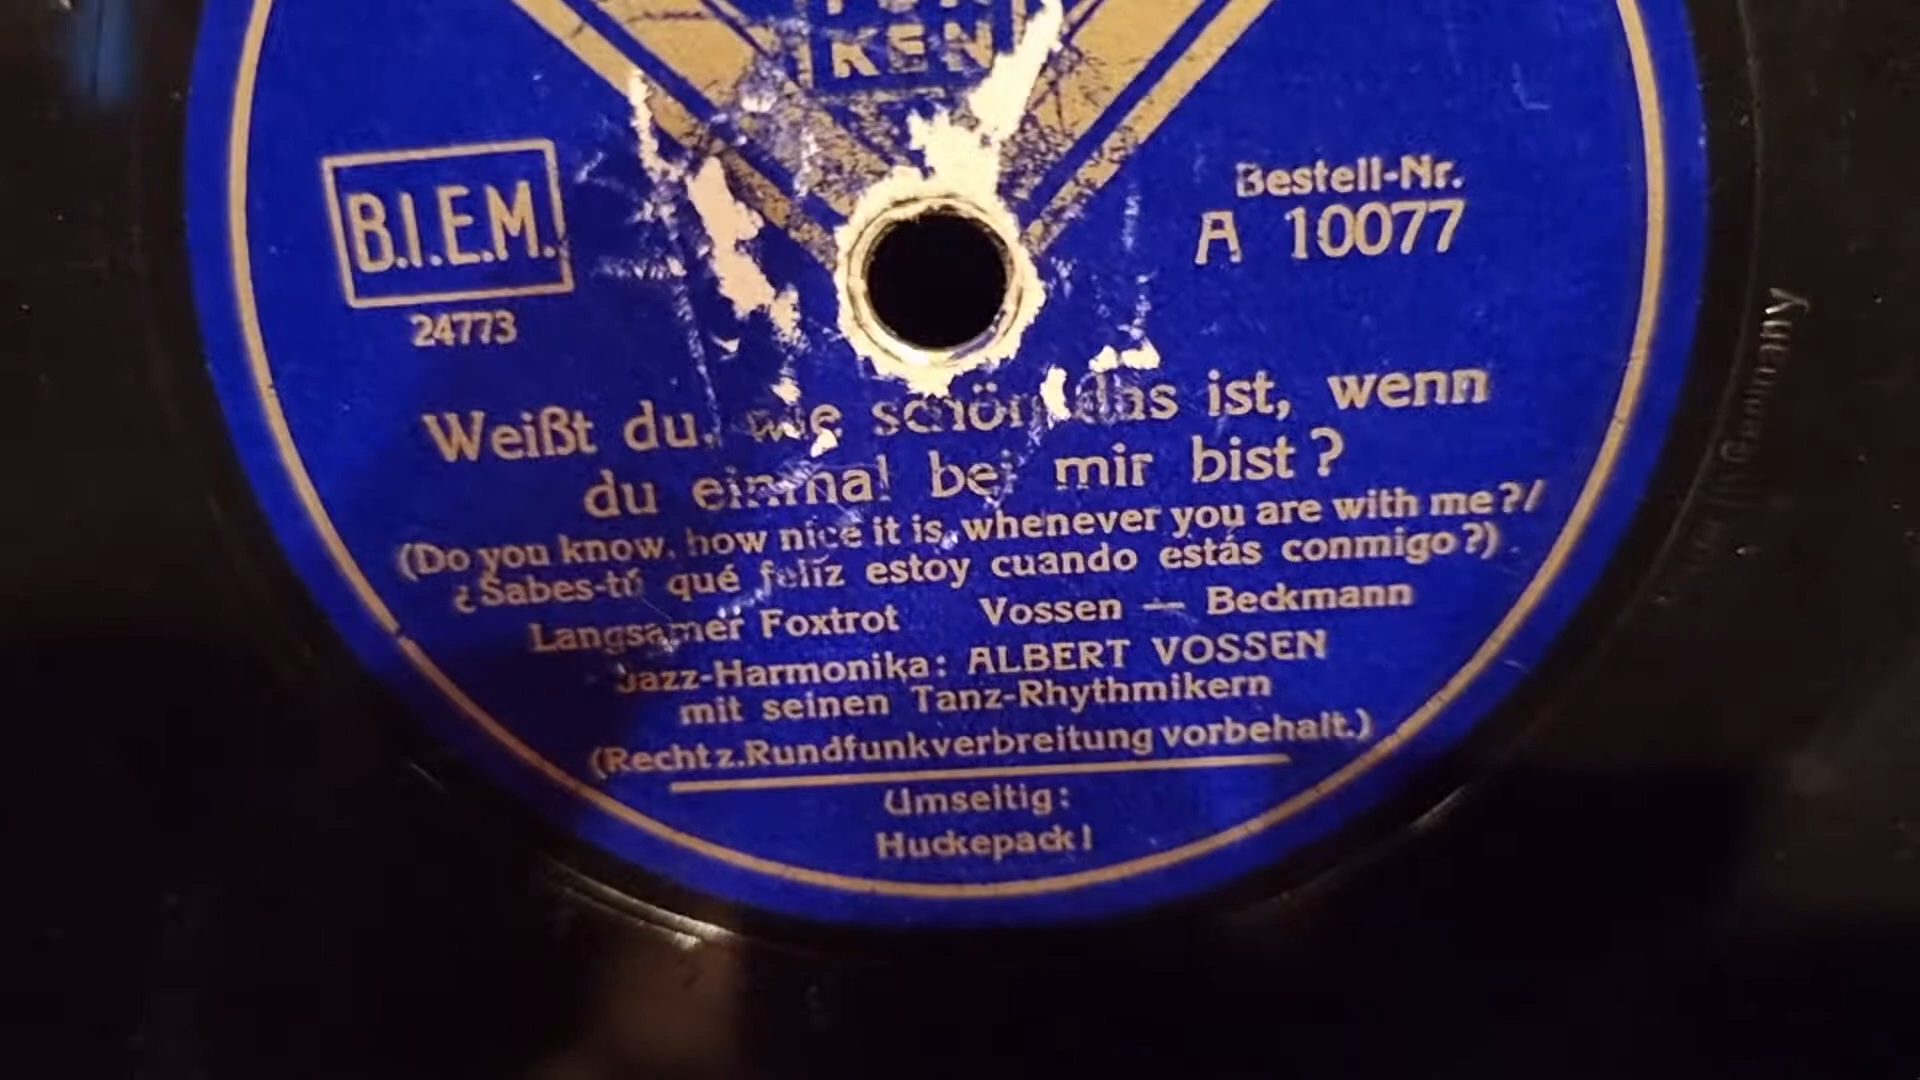 KEN
B.I.E.M.
24773
Bestell-Nr.
A 10077
Weißt du, wie schön das ist, wenn
du einmal bei mir bist?
(Do you know, how nice it is, whenever you are with me?/
¿Sabes-tú qué felíz estoy cuando estás conmigo?)
Langsamer Foxtrot Vossen — Beckmann
Jazz-Harmonika: ALBERT VOSSEN
mit seinen Tanz-Rhythmikern
(Recht z. Rundfunkverbreitung vorbehalt.)
Umseitig:
Huckepack!
Germany